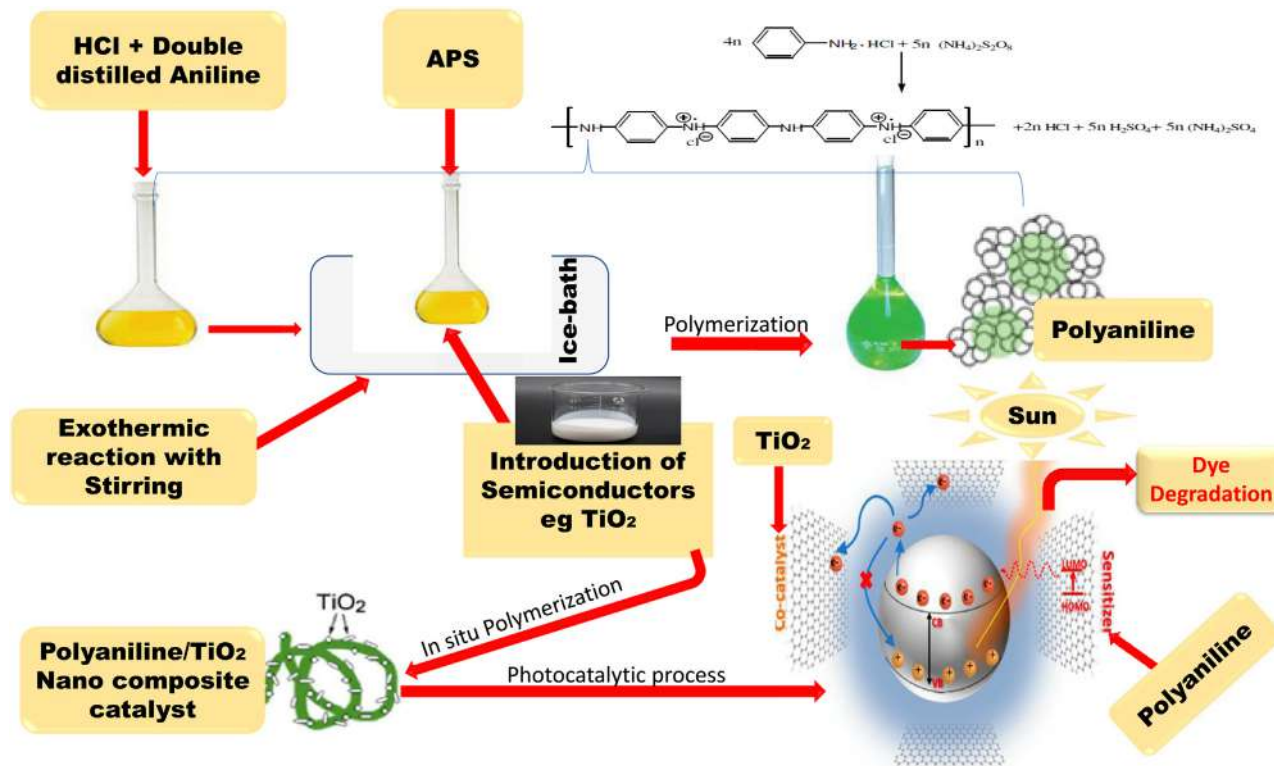 HCl + Double
distilled Aniline
APS
4n
NH₂.HCl + 5n (NH₄)₂S₂O₈
NH
NH
cl
NH
NH
cl
n
+2n HCl + 5n H₂SO₄ + 5n (NH₄)₂SO₄
Ice-bath
Polymerization
Polyaniline
Exothermic
reaction with
Stirring
Introduction of
Semiconductors
eg TiO₂
TiO₂
Sun
Dye
Degradation
Co-catalyst
CB
VB
LUMO
HOMO
Sensitizer
Polyaniline
In situ Polymerization
TiO₂
Polyaniline/TiO₂
Nano composite
catalyst
Photocatalytic process